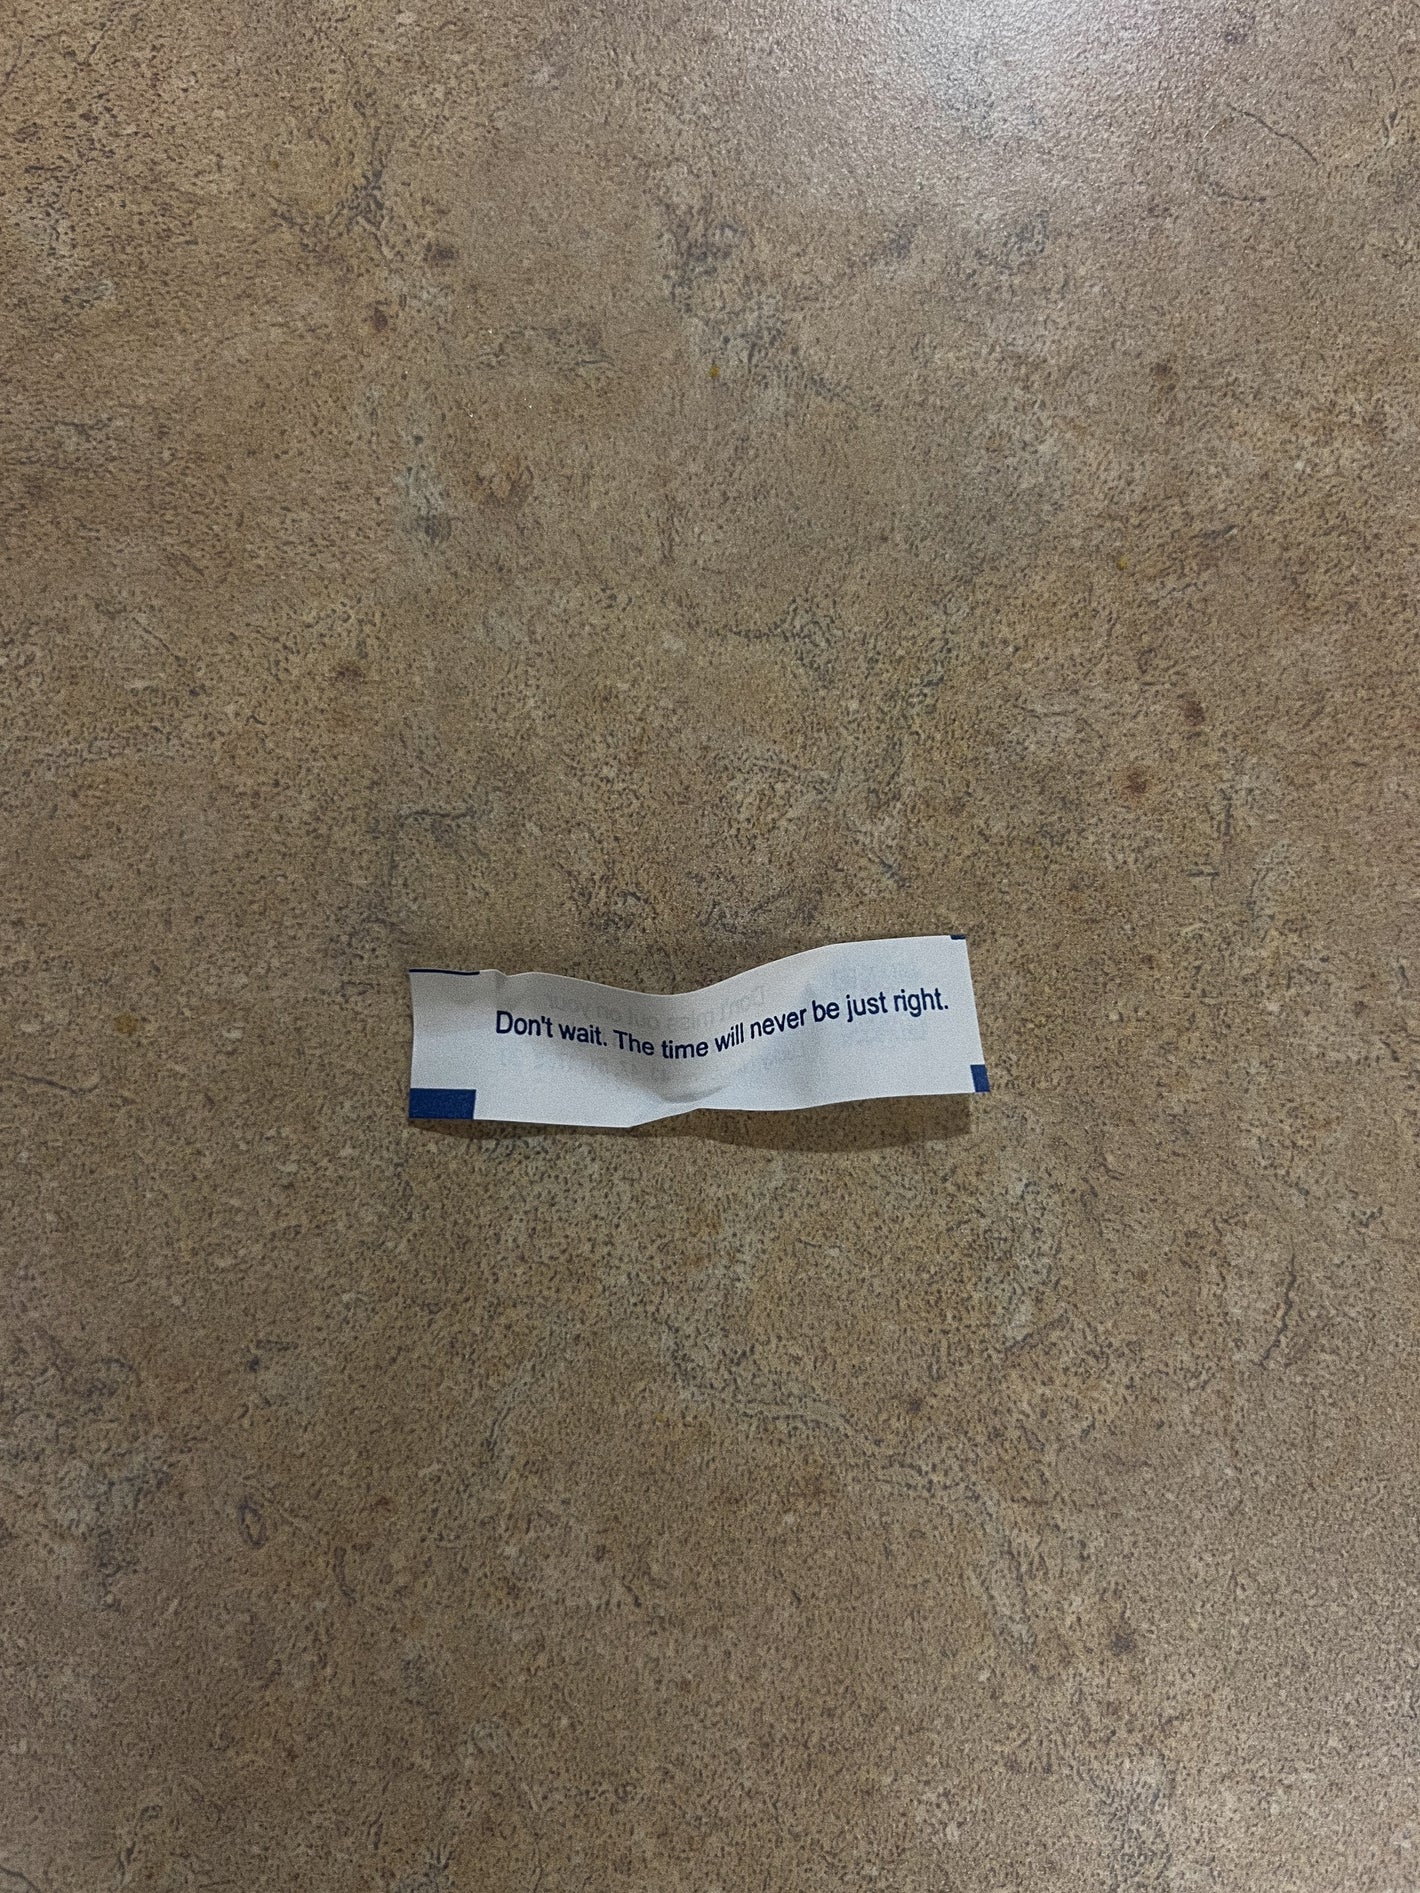 Don't wait. The time will never be just right.